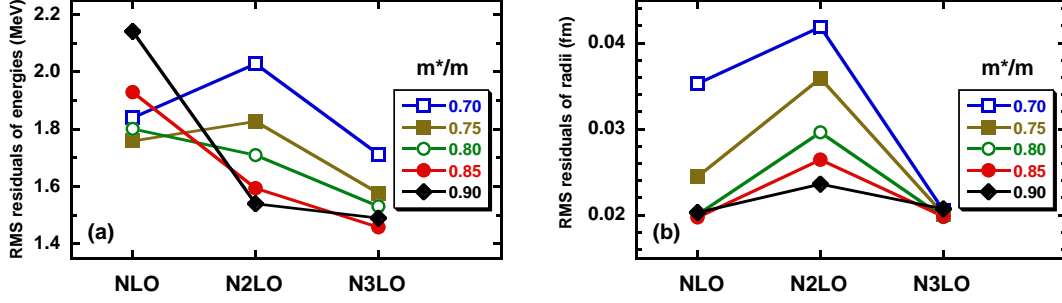 RMS residuals of energies (MeV)
2.2
2.0
1.8
1.6
1.4
m*/m
0.70
0.75
0.80
0.85
0.90
(a)
NLO N2LO N3LO
RMS residuals of radii (fm)
0.04
0.03
0.02
m*/m
0.70
0.75
0.80
0.85
0.90
(b)
NLO N2LO N3LO